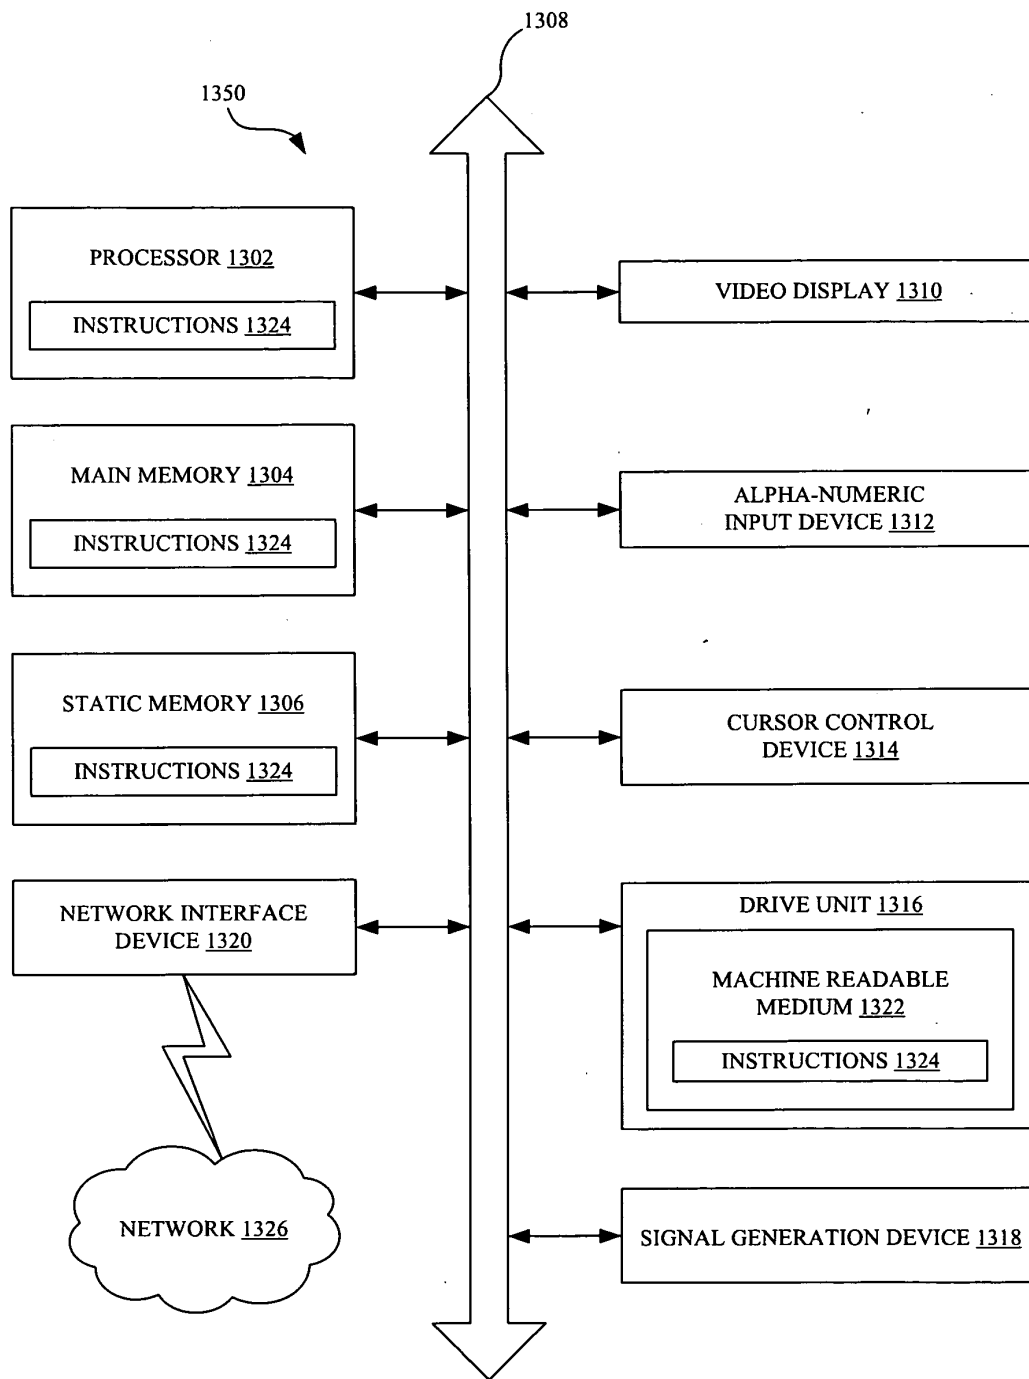 1308
1350
PROCESSOR 1302
INSTRUCTIONS 1324
MAIN MEMORY 1304
INSTRUCTIONS 1324
STATIC MEMORY 1306
INSTRUCTIONS 1324
NETWORK INTERFACE
DEVICE 1320
NETWORK 1326
VIDEO DISPLAY 1310
ALPHA-NUMERIC
INPUT DEVICE 1312
CURSOR CONTROL
DEVICE 1314
DRIVE UNIT 1316
MACHINE READABLE
MEDIUM 1322
INSTRUCTIONS 1324
SIGNAL GENERATION DEVICE 1318